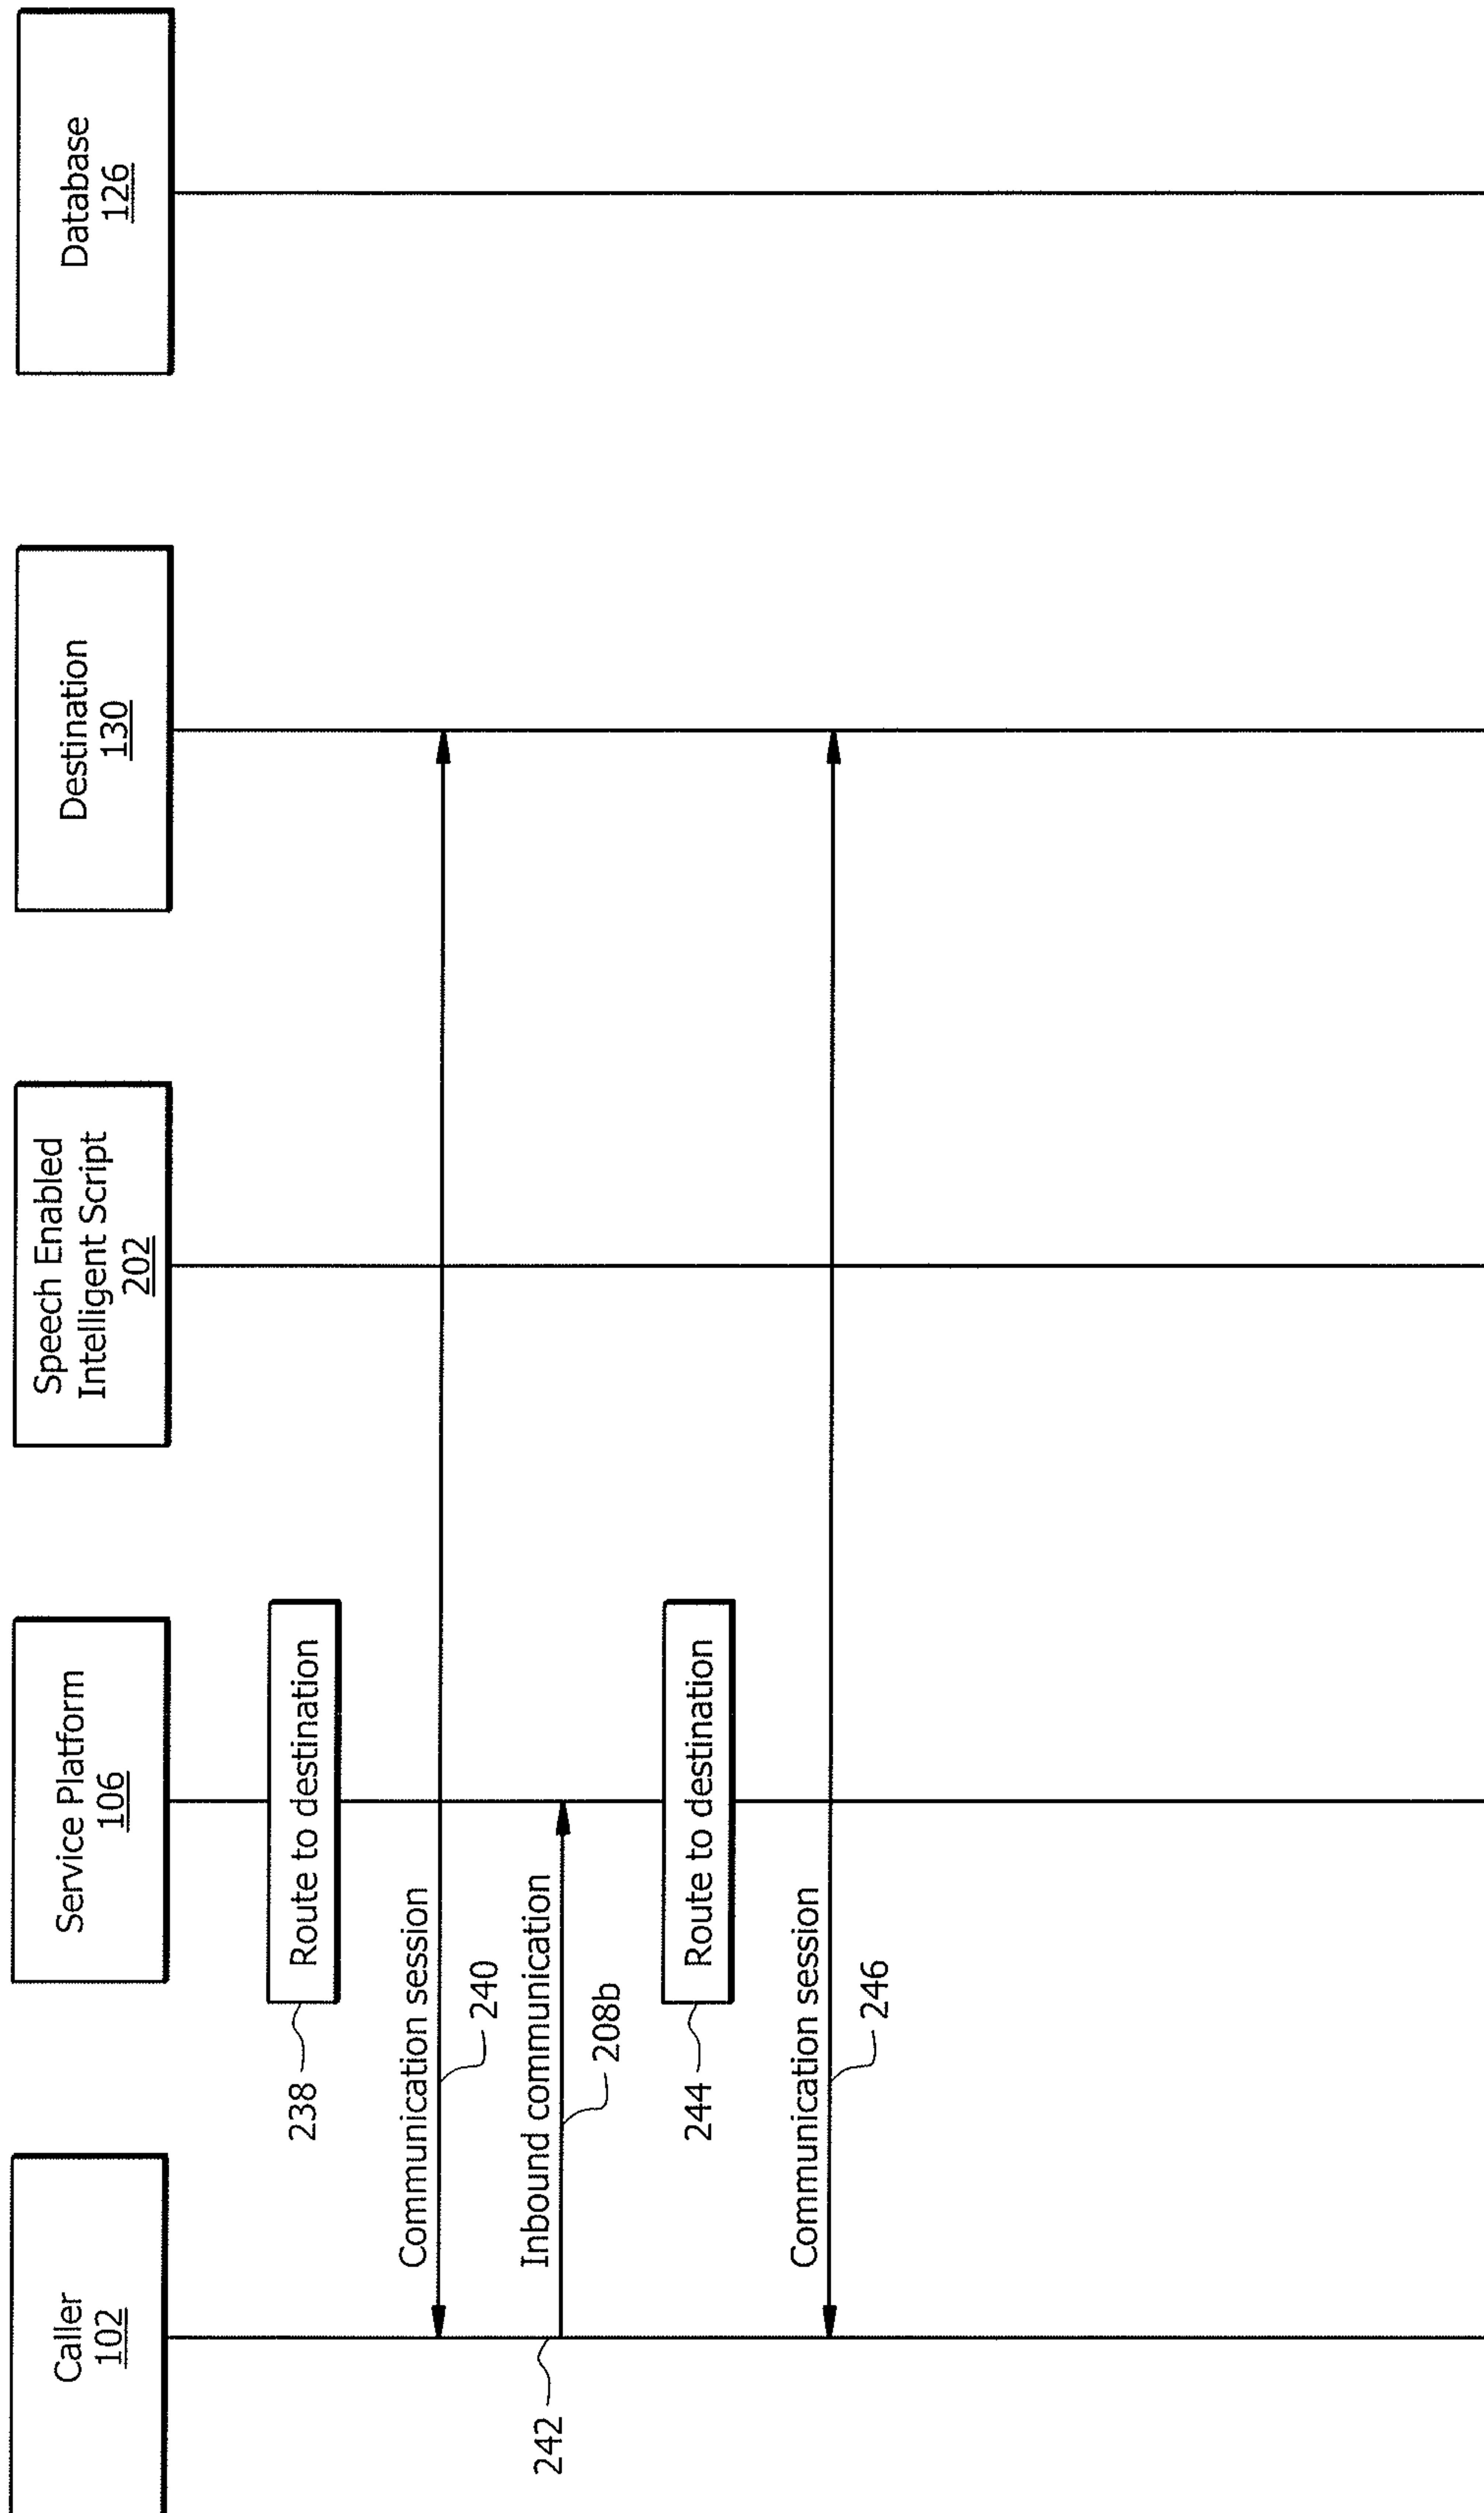 Caller
102
Service Platform
106
Speech Enabled
Intelligent Script
202
Destination
130
Database
126
238
Route to destination
Communication session
240
242
Inbound communication
208b
244
Route to destination
Communication session
246